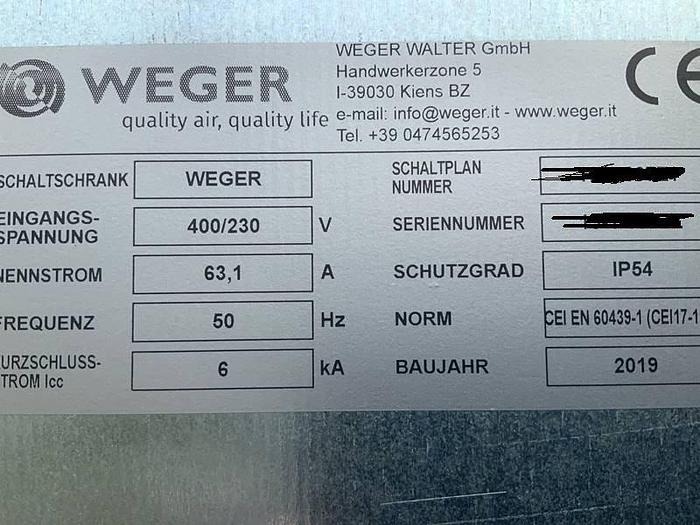 WEGER
quality air, quality life
WEGER WALTER GmbH
Handwerkerzone 5
I-39030 Kiens BZ
e-mail: info@weger.it - www.weger.it
Tel. +39 0474565253
CE
SCHALTSCHRANK WEGER
EINGANGS-
SPANNUNG 400/230 V
NENNSTROM 63,1 A
FREQUENZ 50 Hz
KURZSCHLUSS-
STROM Icc 6 kA
SCHALTPLAN
NUMMER
SERIENNUMMER
SCHUTZGRAD IP54
NORM CEI EN 60439-1 (CEI17-1
BAUJAHR 2019